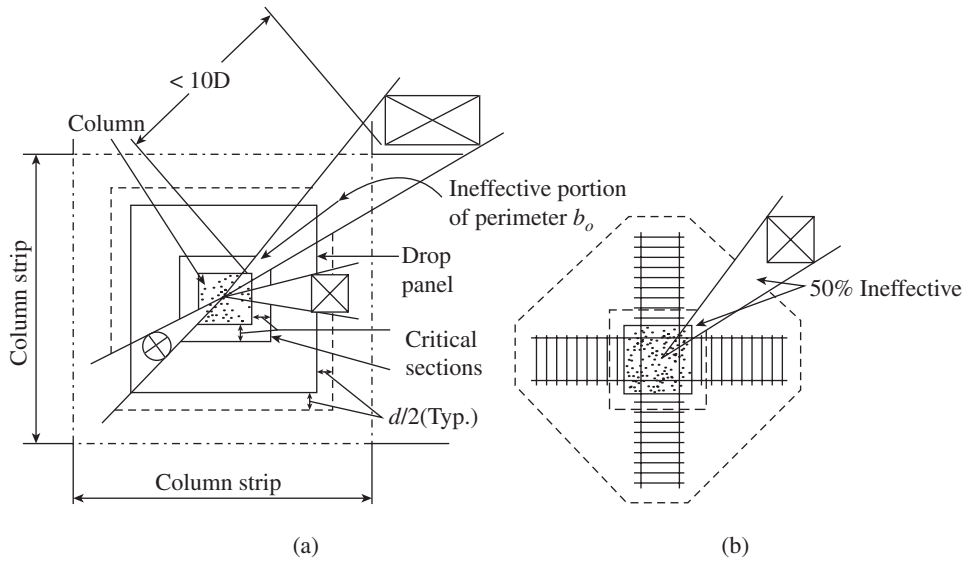 < 10D
Column
Ineffective portion
of perimeter b_o
Drop
panel
50% Ineffective
Column strip
Critical
sections
d/2(Typ.)
Column strip
(a)
(b)